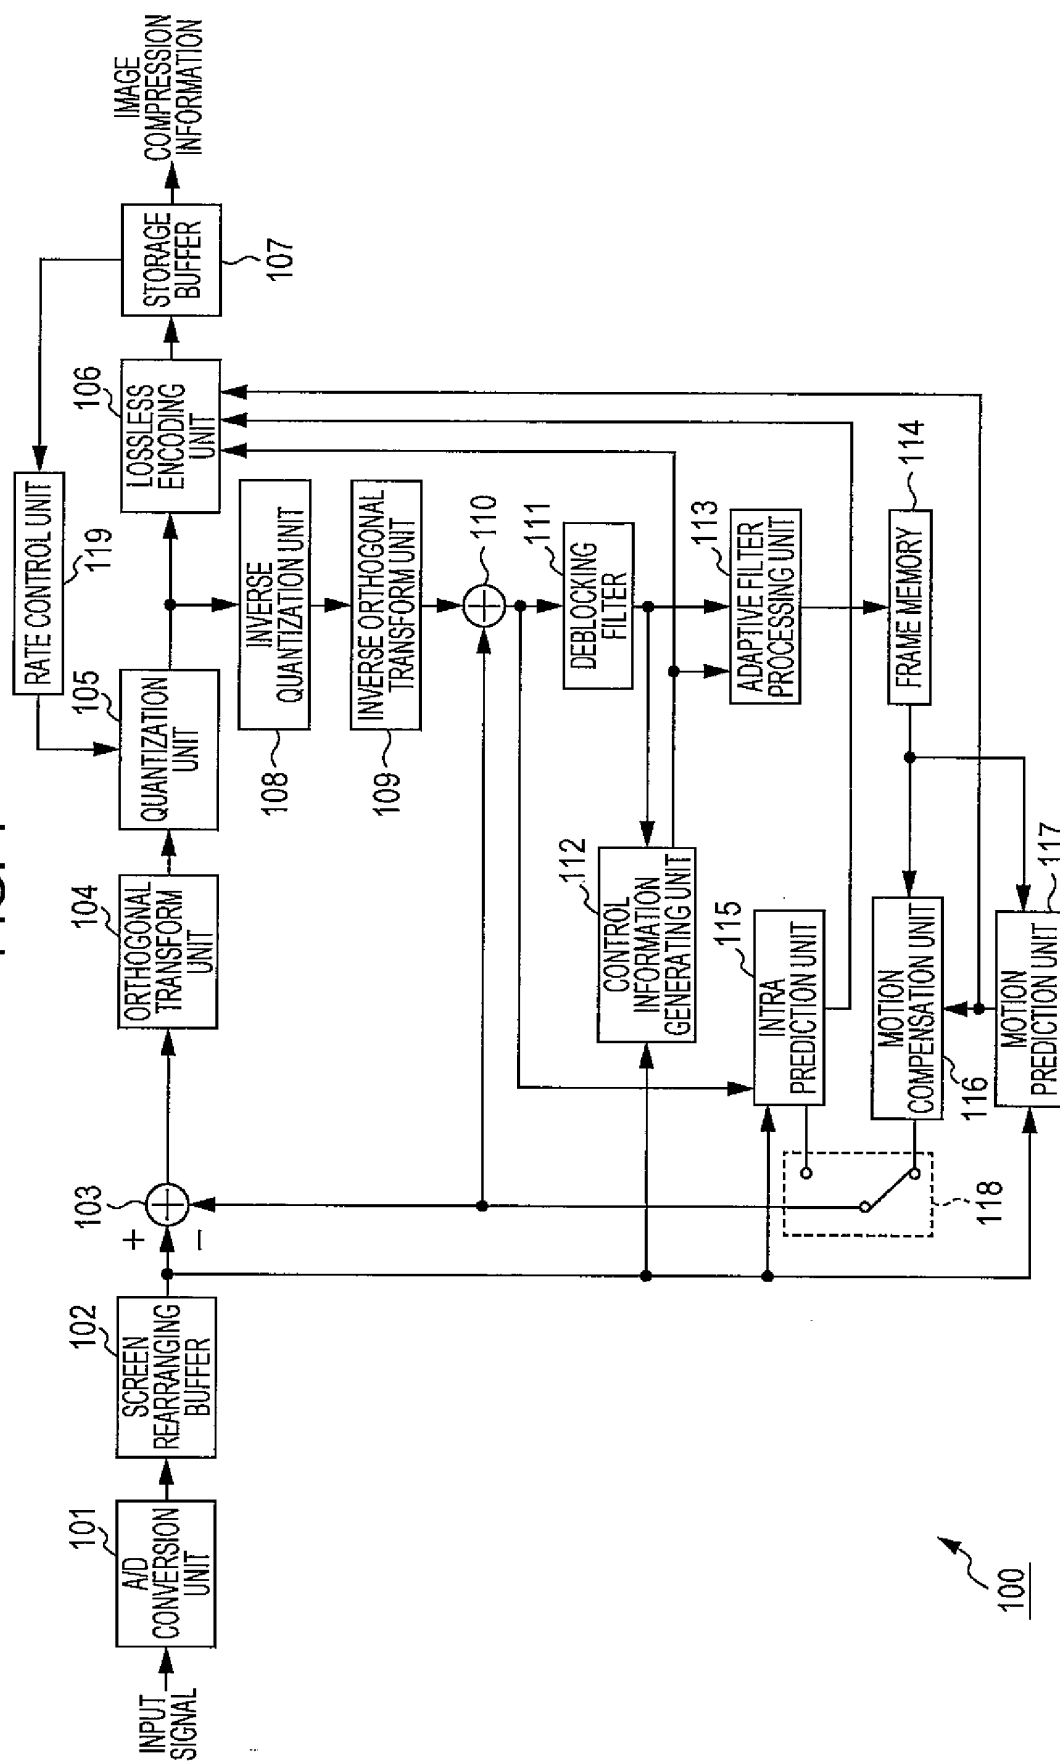 100
INPUT
SIGNAL
101
A/D
CONVERSION
UNIT
102
SCREEN
REARRANGING
BUFFER
103
+
−
104
ORTHOGONAL
TRANSFORM
UNIT
105
QUANTIZATION
UNIT
RATE CONTROL UNIT
119
106
LOSSLESS
ENCODING
UNIT
STORAGE
BUFFER
107
IMAGE
COMPRESSION
INFORMATION
INVERSE
QUANTIZATION UNIT
108
INVERSE ORTHOGONAL
TRANSFORM UNIT
109
110
111
DEBLOCKING
FILTER
112
CONTROL
INFORMATION
GENERATING UNIT
113
ADAPTIVE FILTER
PROCESSING UNIT
114
FRAME MEMORY
115
INTRA
PREDICTION UNIT
MOTION
COMPENSATION UNIT
116
117
MOTION
PREDICTION UNIT
118